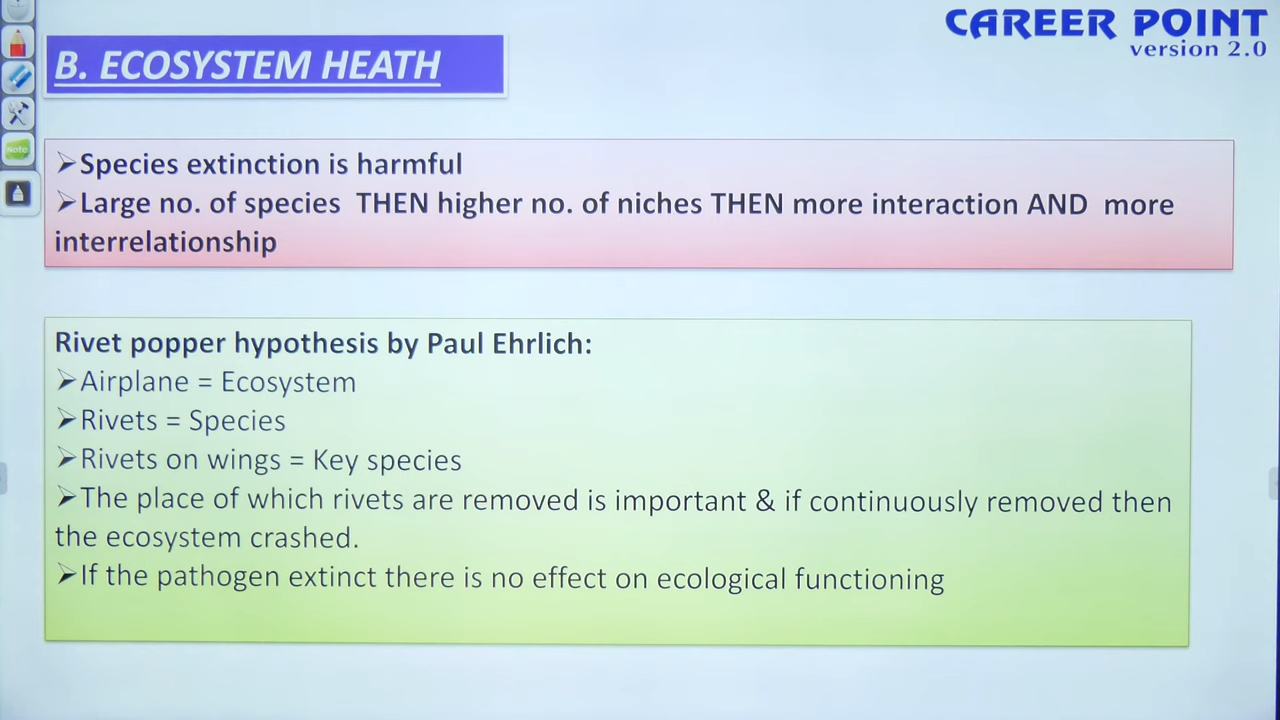 CAREER POINT
version 2.0
B. ECOSYSTEM HEATH
Note
➢Species extinction is harmful
➢Large no. of species THEN higher no. of niches THEN more interaction AND more
interrelationship
Rivet popper hypothesis by Paul Ehrlich:
➢Airplane = Ecosystem
➢Rivets = Species
➢Rivets on wings = Key species
➢The place of which rivets are removed is important & if continuously removed then
the ecosystem crashed.
➢If the pathogen extinct there is no effect on ecological functioning